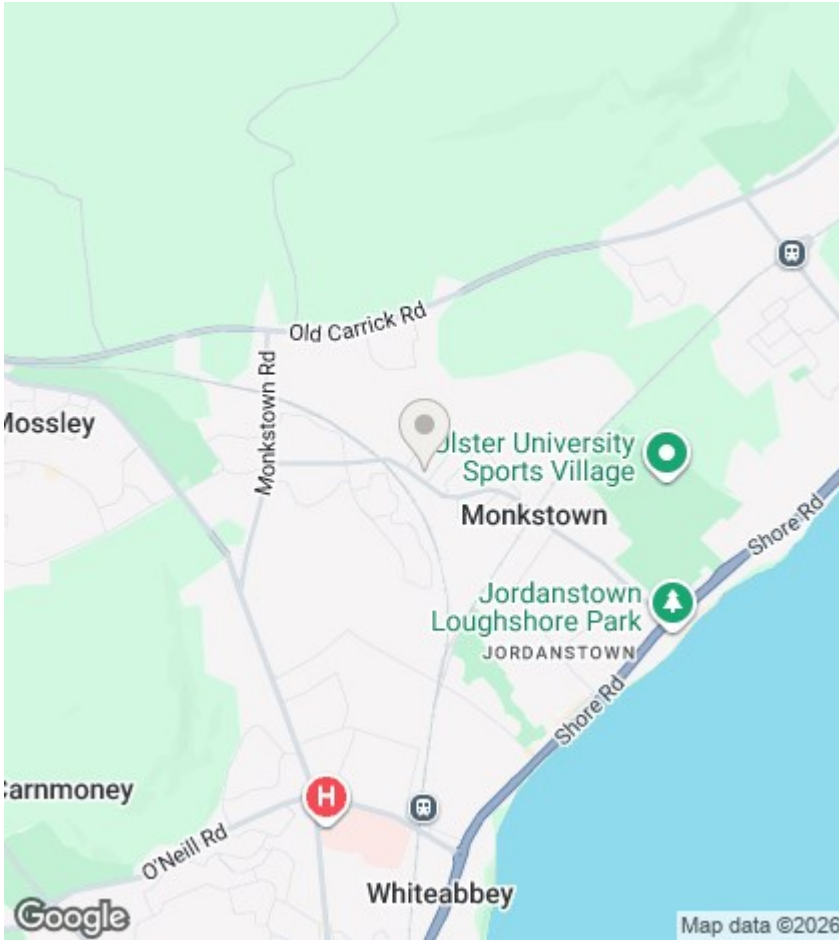 Old Carrick Rd
Monkstown Rd
Mossley
Ulster University
Sports Village
Monkstown
Shore Rd
Jordanstown
Loughshore Park
JORDANSTOWN
Shore Rd
Carnmoney
H
O'Neill Rd
Whiteabbey
Google
Map data ©2026